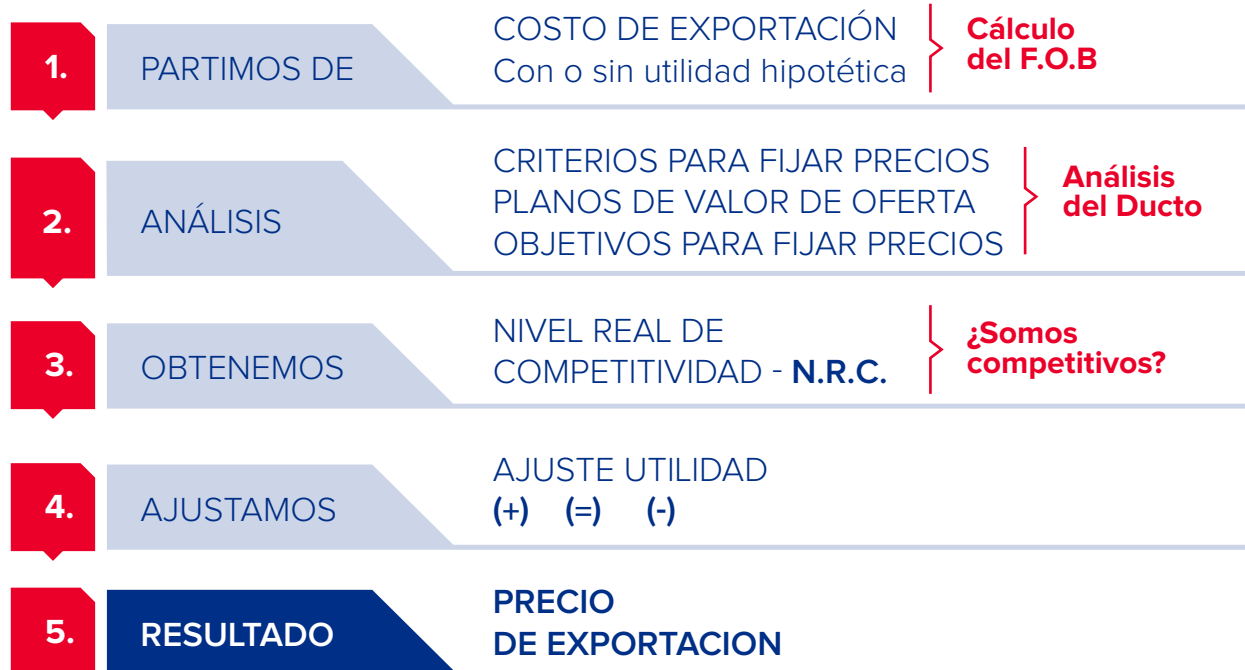 1.
PARTIMOS DE
COSTO DE EXPORTACIÓN
Con o sin utilidad hipotética
Cálculo
del F.O.B
2.
ANÁLISIS
CRITERIOS PARA FIJAR PRECIOS
PLANOS DE VALOR DE OFERTA
OBJETIVOS PARA FIJAR PRECIOS
Análisis
del Ducto
3.
OBTENEMOS
NIVEL REAL DE
COMPETITIVIDAD - N.R.C.
¿Somos
competitivos?
4.
AJUSTAMOS
AJUSTE UTILIDAD
(+) (=) (-)
5.
RESULTADO
PRECIO
DE EXPORTACION